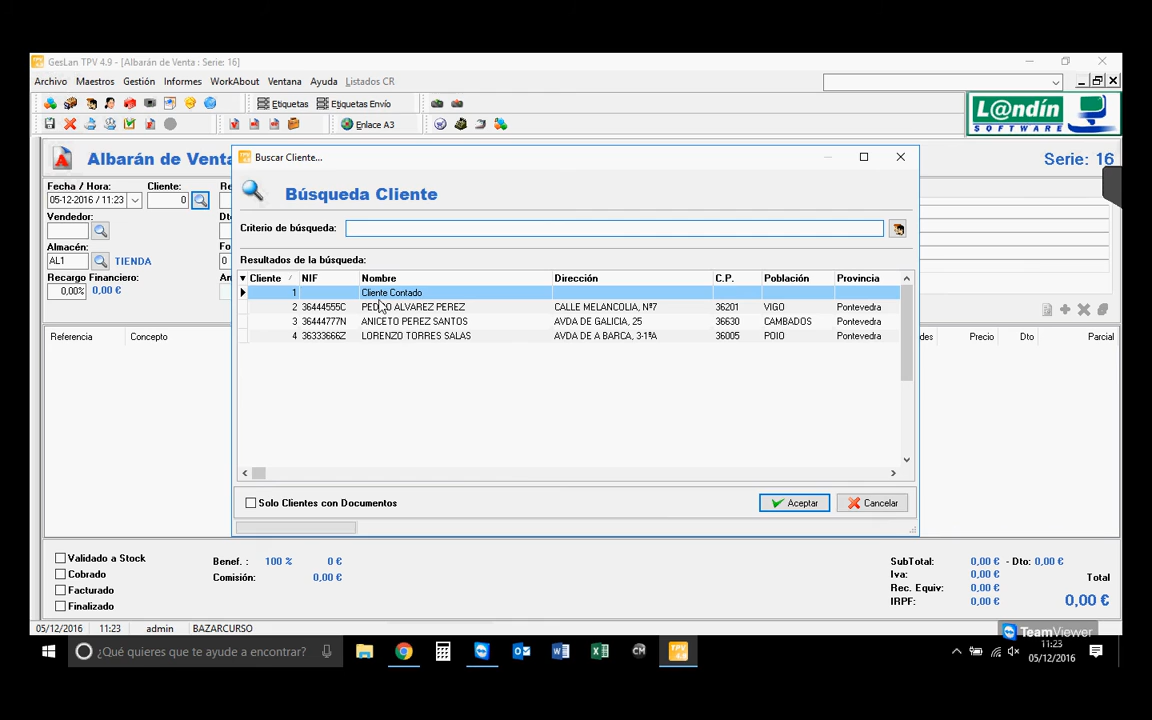 GesLan TPV 4.9 - [Albarán de Venta : Serie: 16]
Archivo Maestros Gestión Informes WorkAbout Ventana Ayuda Listados CR
Etiquetas Etiquetas Envío
Enlace A3
L@ndín
SOFTWARE
Albarán de Venta
Serie: 16
Fecha / Hora: Cliente:
05-12-2016 / 11:23 0
Vendedor: Dto
Almacén: Fo
AL1 TIENDA 0
Recargo Financiero:
0,00% 0,00 €
Referencia Concepto Precio Dto Parcial
Buscar Cliente...
Búsqueda Cliente
Criterio de búsqueda:
Resultados de la búsqueda:
Cliente NIF Nombre Dirección C.P. Población Provincia
1 Cliente Contado
2 36444555C PEDRO ALVAREZ PEREZ CALLE MELANCOLIA, Nº7 36201 VIGO Pontevedra
3 36444777N ANICETO PEREZ SANTOS AVDA DE GALICIA, 25 36630 CAMBADOS Pontevedra
4 36333666Z LORENZO TORRES SALAS AVDA DE A BARCA, 3-1ºA 36005 POIO Pontevedra
Solo Clientes con Documentos
Aceptar Cancelar
Validado a Stock
Cobrado
Facturado
Finalizado
Benef. : 100 % 0 €
Comisión: 0,00 €
SubTotal: 0,00 € - Dto: 0,00 €
Iva: 0,00 € Total
Rec. Equiv: 0,00 €
IRPF: 0,00 € 0,00 €
05/12/2016 11:23 admin BAZARCURSO
TeamViewer
¿Qué quieres que te ayude a encontrar?
TPV
4.9
11:23
05/12/2016